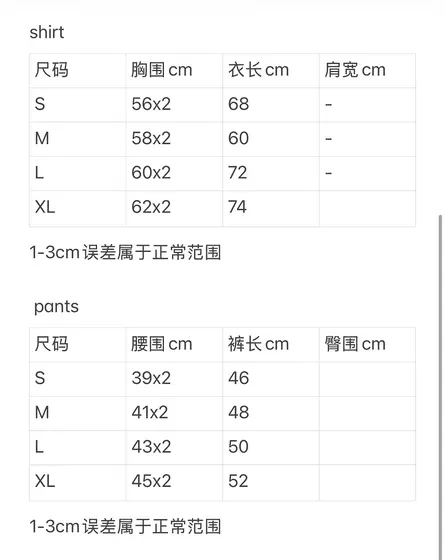 shirt
尺码 胸围cm 衣长cm 肩宽cm
S 56x2 68 -
M 58x2 60 -
L 60x2 72 -
XL 62x2 74
1-3cm误差属于正常范围
pants
尺码 腰围cm 裤长cm 臀围cm
S 39x2 46
M 41x2 48
L 43x2 50
XL 45x2 52
1-3cm误差属于正常范围